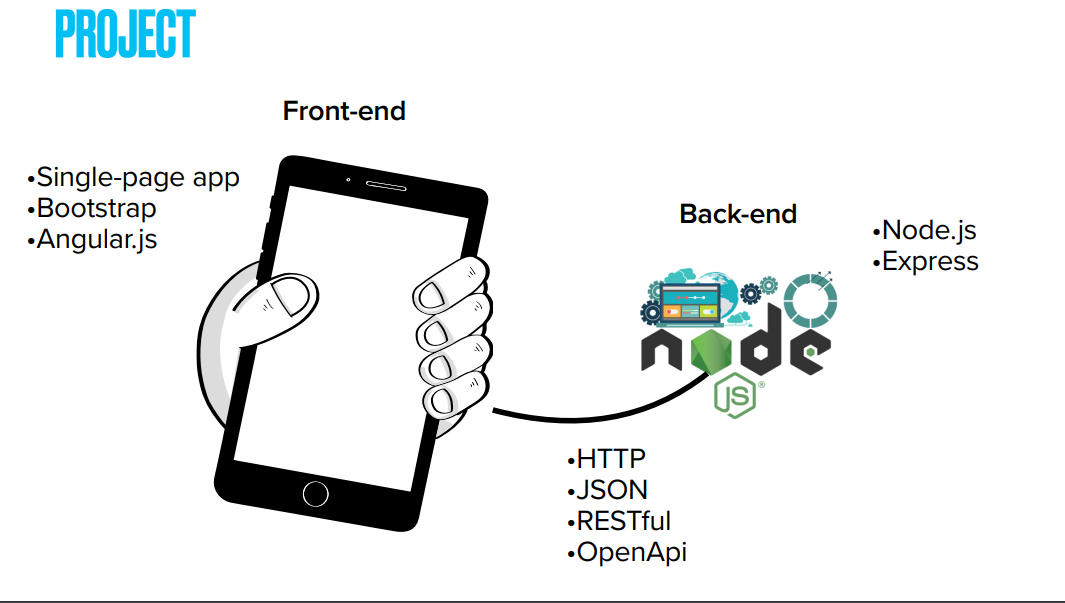 PROJECT
Front-end
•Single-page app
•Bootstrap
•Angular.js
Back-end
•Node.js
•Express
node
JS®
•HTTP
•JSON
•RESTful
•OpenApi